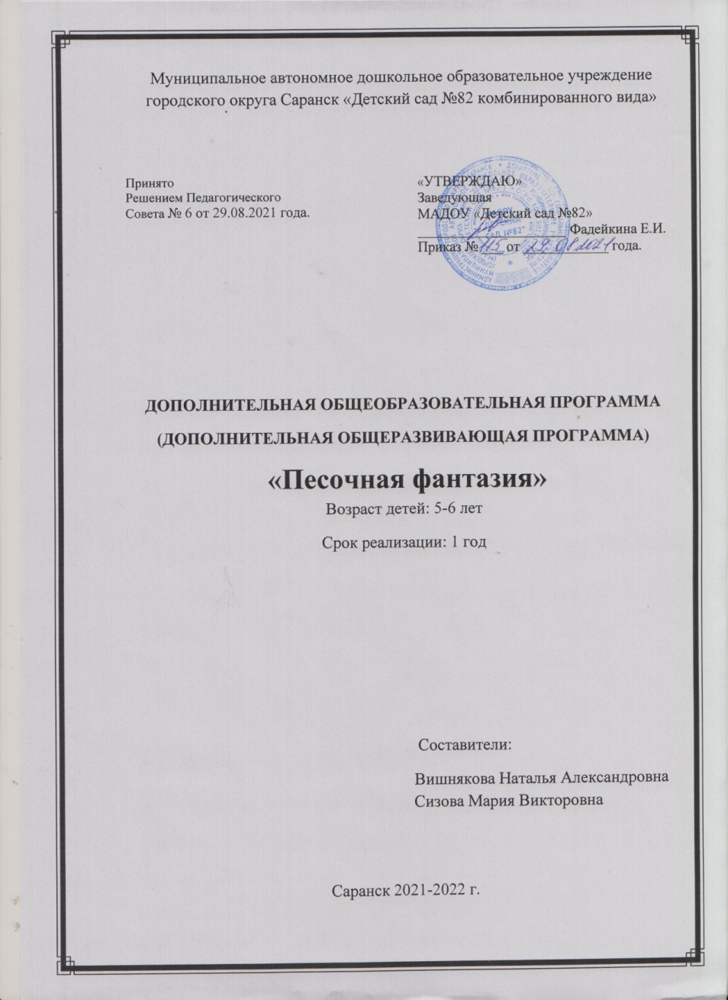 Муниципальное автономное дошкольное образовательное учреждение
городского округа Саранск «Детский сад №82 комбинированного вида»
Принято
Решением Педагогического
Совета № 6 от 29.08.2021 года.
«УТВЕРЖДАЮ»
Заведующая
МАДОУ «Детский сад №82»
Фадейкина Е.И.
Приказ № 115 от 29.08.2021 года.
ДОПОЛНИТЕЛЬНАЯ ОБЩЕОБРАЗОВАТЕЛЬНАЯ ПРОГРАММА
(ДОПОЛНИТЕЛЬНАЯ ОБЩЕРАЗВИВАЮЩАЯ ПРОГРАММА)
«Песочная фантазия»
Возраст детей: 5-6 лет
Срок реализации: 1 год
Составители:
Вишнякова Наталья Александровна
Сизова Мария Викторовна
Саранск 2021-2022 г.